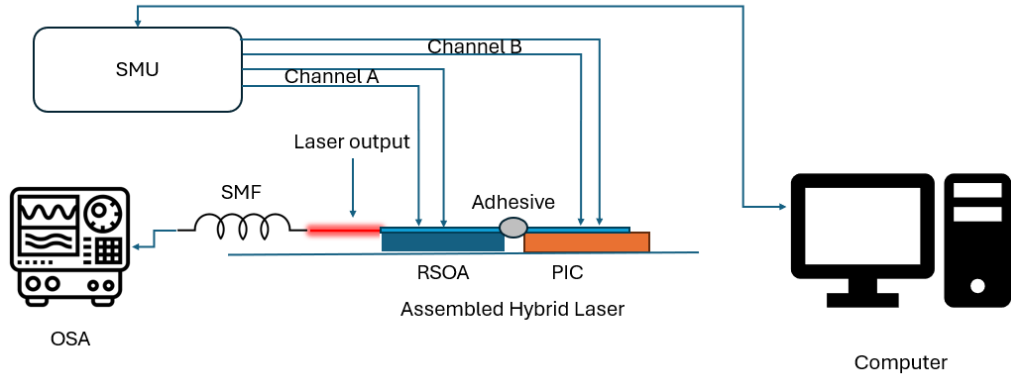 SMU
Channel B
Channel A
Laser output
SMF
Adhesive
RSOA
PIC
Assembled Hybrid Laser
OSA
Computer